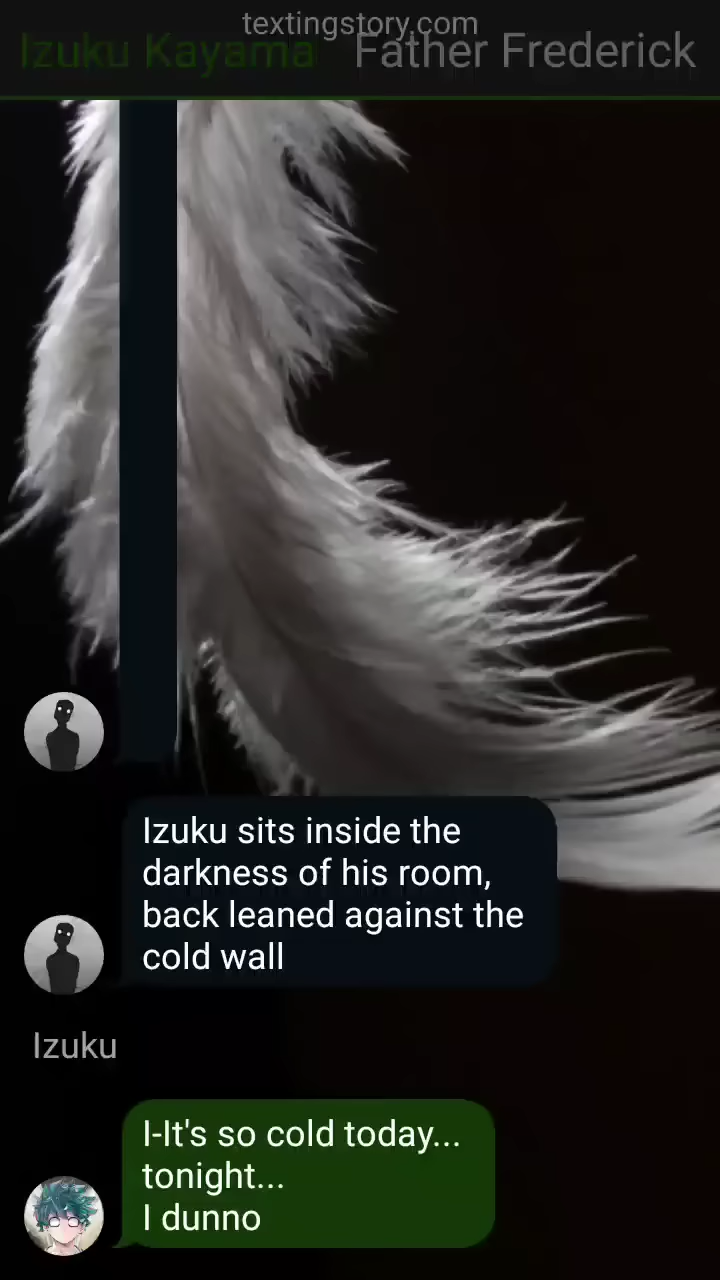 textingstory.com
Izuku Kayama Father Frederick
Izuku sits inside the
darkness of his room,
back leaned against the
cold wall
Izuku
I-It's so cold today...
tonight...
I dunno